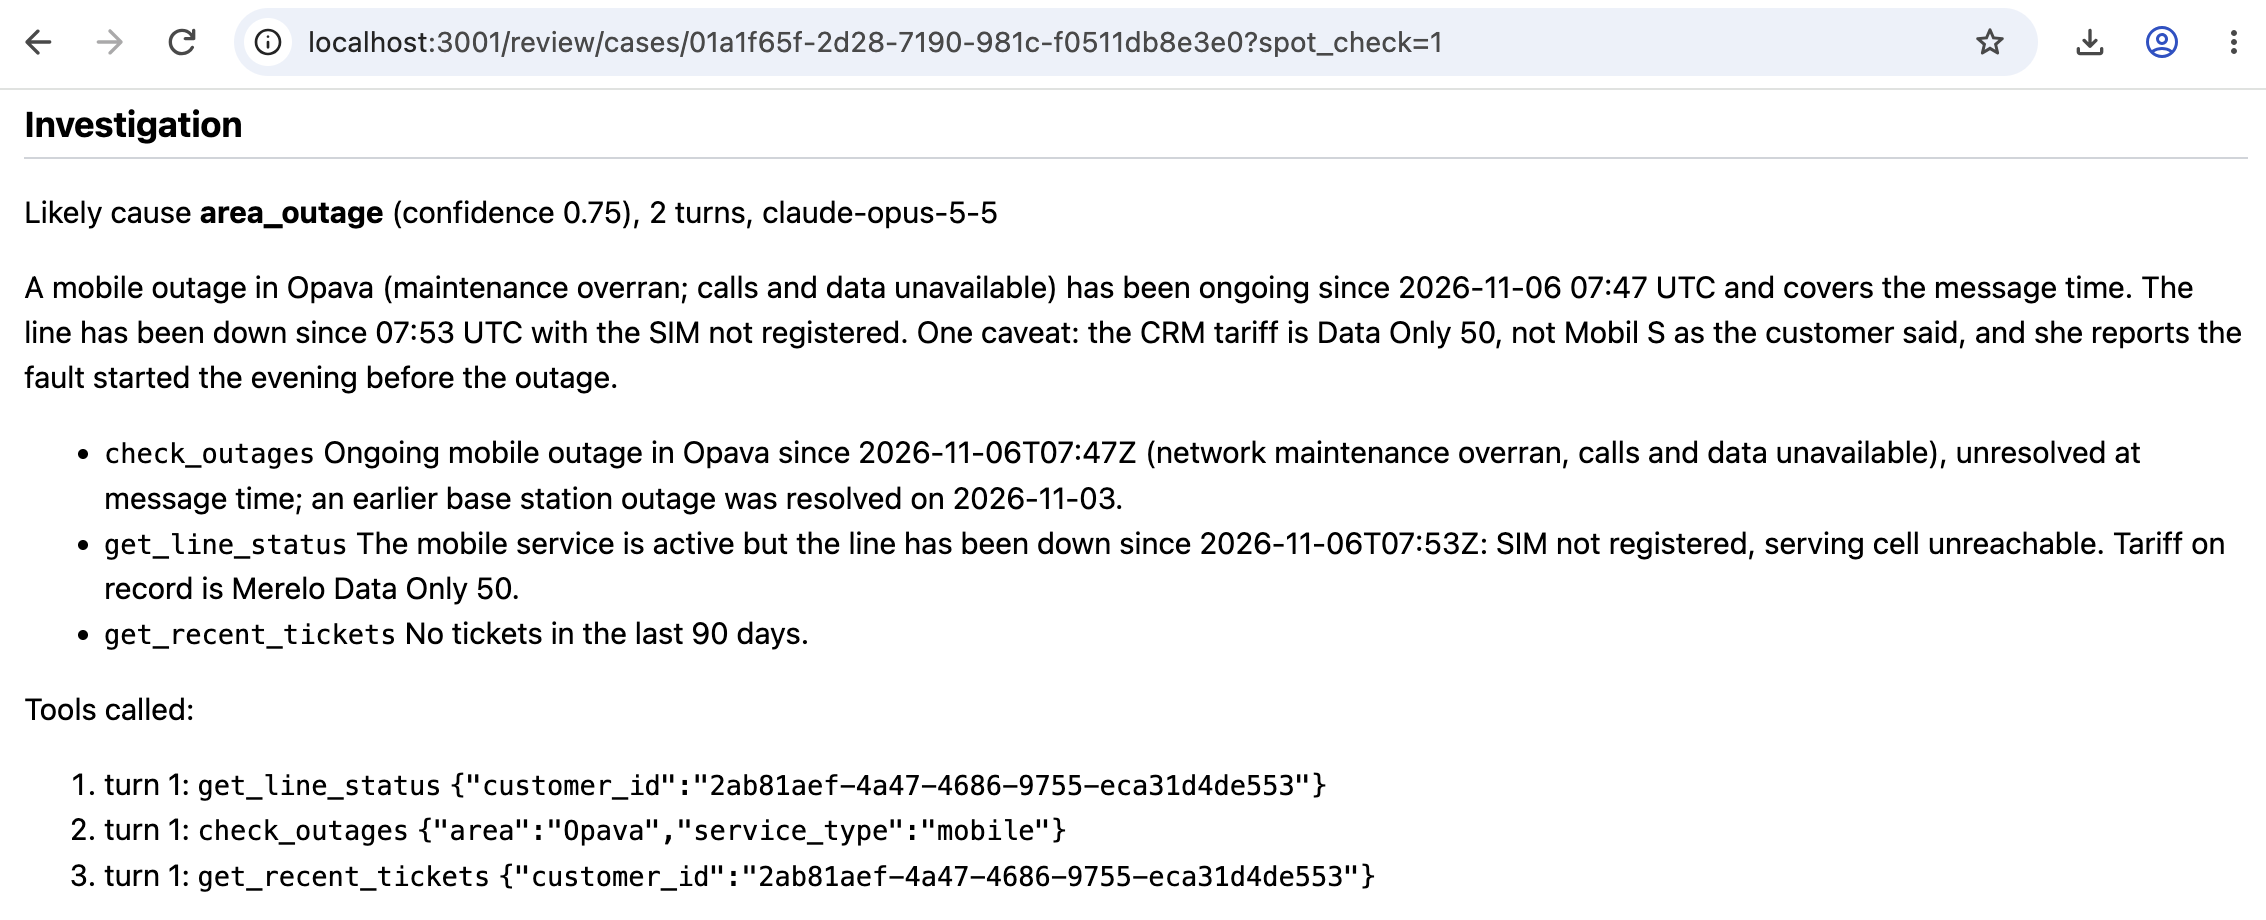 localhost:3001/review/cases/01a1f65f-2d28-7190-981c-f0511db8e3e0?spot_check=1
Investigation
Likely cause area_outage (confidence 0.75), 2 turns, claude-opus-5-5
A mobile outage in Opava (maintenance overran; calls and data unavailable) has been ongoing since 2026-11-06 07:47 UTC and covers the message time. The
line has been down since 07:53 UTC with the SIM not registered. One caveat: the CRM tariff is Data Only 50, not Mobil S as the customer said, and she reports the
fault started the evening before the outage.
• check_outages Ongoing mobile outage in Opava since 2026-11-06T07:47Z (network maintenance overran, calls and data unavailable), unresolved at
message time; an earlier base station outage was resolved on 2026-11-03.
• get_line_status The mobile service is active but the line has been down since 2026-11-06T07:53Z: SIM not registered, serving cell unreachable. Tariff on
record is Merelo Data Only 50.
• get_recent_tickets No tickets in the last 90 days.
Tools called:
1. turn 1: get_line_status {"customer_id":"2ab81aef-4a47-4686-9755-eca31d4de553"}
2. turn 1: check_outages {"area":"Opava","service_type":"mobile"}
3. turn 1: get_recent_tickets {"customer_id":"2ab81aef-4a47-4686-9755-eca31d4de553"}